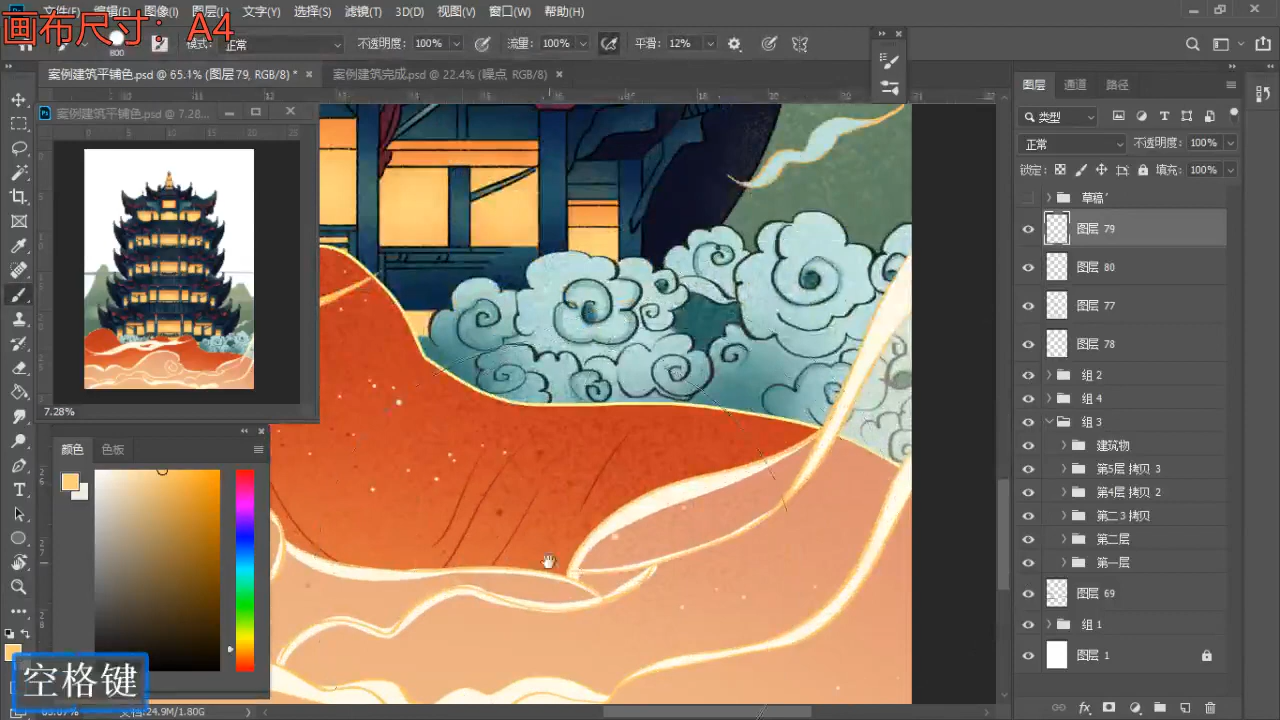 文件(F) 编辑(E) 图像(I) 图层(L) 文字(Y) 选择(S) 滤镜(T) 3D(D) 视图(V) 窗口(W) 帮助(H)
画布尺寸：A4
800 模式： 正常 不透明度： 100% 流量： 100% 平滑： 12%
案例建筑平铺色.psd @ 65.1% (图层 79, RGB/8) * × 案例建筑完成.psd @ 22.4% (噪点, RGB/8) ×
案例建筑平铺色.psd @ 7.28...
7.28%
颜色 色板
空格键
文档:24.9M/1.80G
图层 通道 路径
类型
正常 不透明度： 100%
锁定： 填充： 100%
草稿
图层 79
图层 80
图层 77
图层 78
组 2
组 4
组 3
建筑物
第5层 拷贝 3
第4层 拷贝 2
第二3 拷贝
第二层
第一层
图层 69
组 1
图层 1